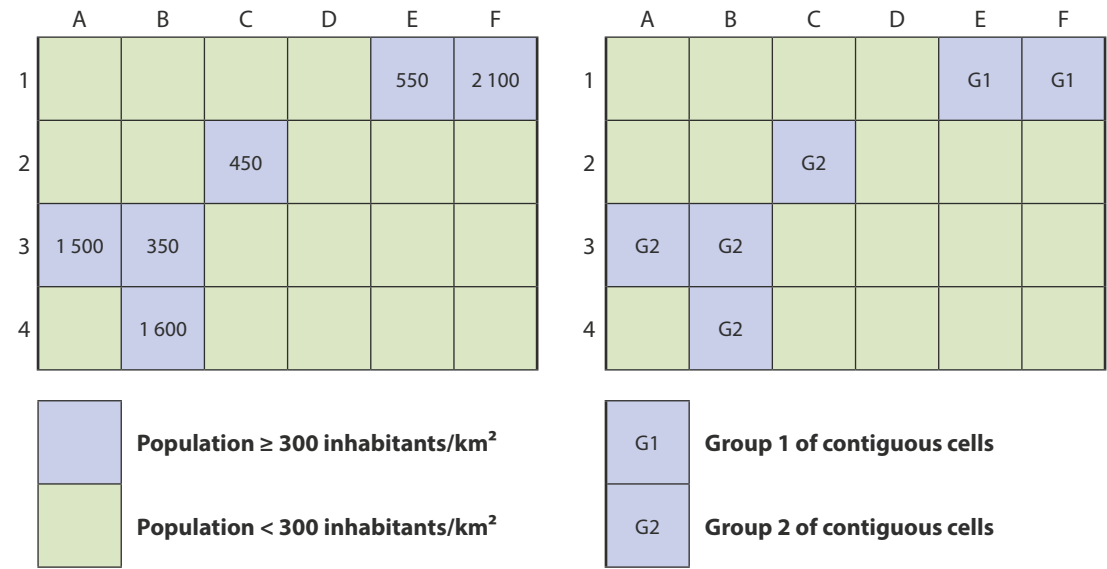 A B C D E F
1 550 2 100
2 450
3 1 500 350
4 1 600
Population ≥ 300 inhabitants/km²
Population < 300 inhabitants/km²
A B C D E F
1 G1 G1
2 G2
3 G2 G2
4 G2
G1 Group 1 of contiguous cells
G2 Group 2 of contiguous cells